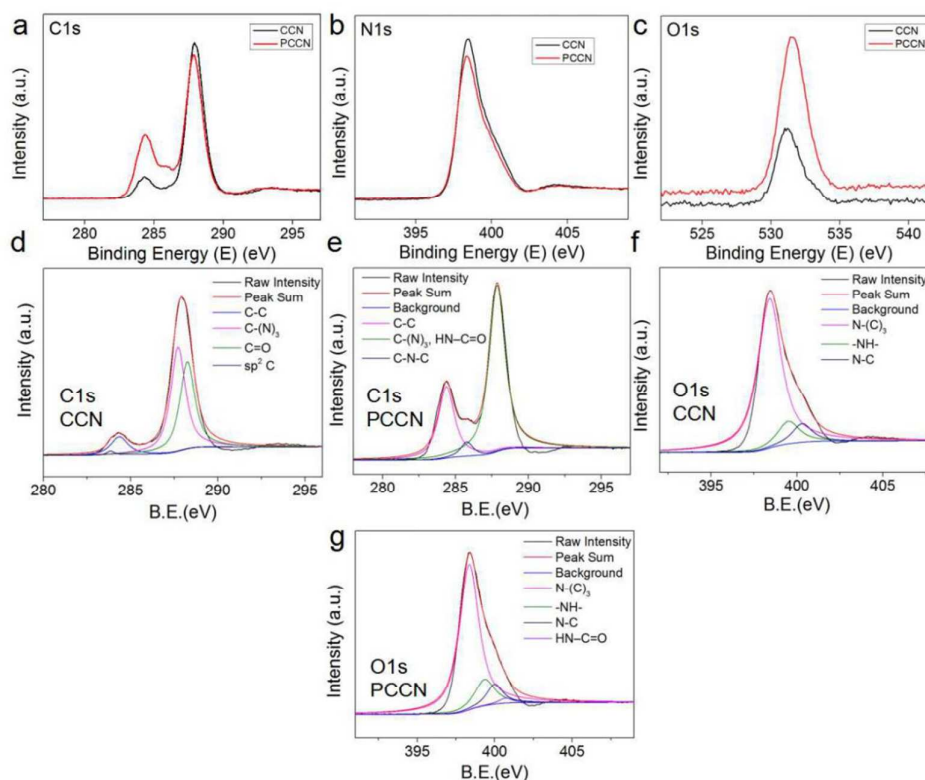 a
C1s
CCN
PCCN
Intensity (a.u.)
280 285 290 295
Binding Energy (E) (eV)
b
N1s
CCN
PCCN
Intensity (a.u.)
400 405
Binding Energy (E) (eV)
c
O1s
CCN
PCCN
Intensity (a.u.)
525 530 535 540
Binding Energy (E) (eV)
d
Raw Intensity
Peak Sum
C-C
C-(N)3
C=O
sp2 C
C1s
CCN
Intensity (a.u.)
280 285 290 295
B.E.(eV)
e
Raw Intensity
Peak Sum
Background
C-C
C-(N)3, HN–C=O
C-N-C
C1s
PCCN
Intensity (a.u.)
280 285 290 295
B.E.(eV)
f
Raw Intensity
Peak Sum
Background
N-(C)3
-NH-
N-C
O1s
CCN
Intensity (a.u.)
395 400 405
B.E.(eV)
g
Raw Intensity
Peak Sum
Background
N-(C)3
-NH-
N-C
HN–C=O
O1s
PCCN
Intensity (a.u.)
395 400 405
B.E.(eV)